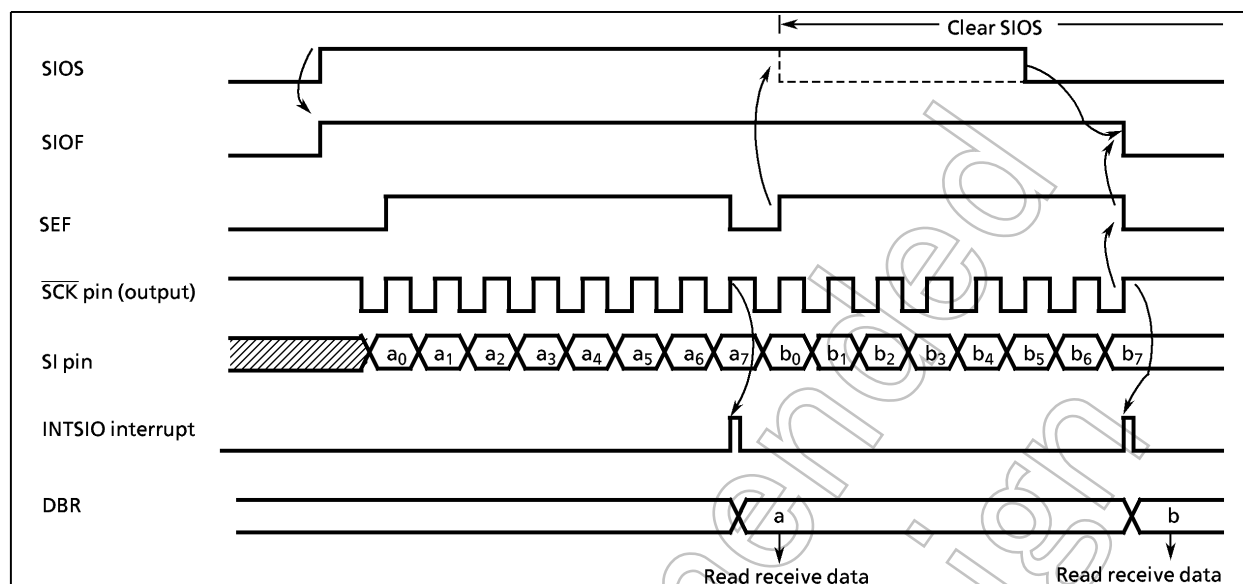 Clear SIOS
SIOS
SIOF
SEF
SCK pin (output)
SI pin
a0 a1 a2 a3 a4 a5 a6 a7 b0 b1 b2 b3 b4 b5 b6 b7
INTSIO interrupt
DBR
a b
Read receive data Read receive data